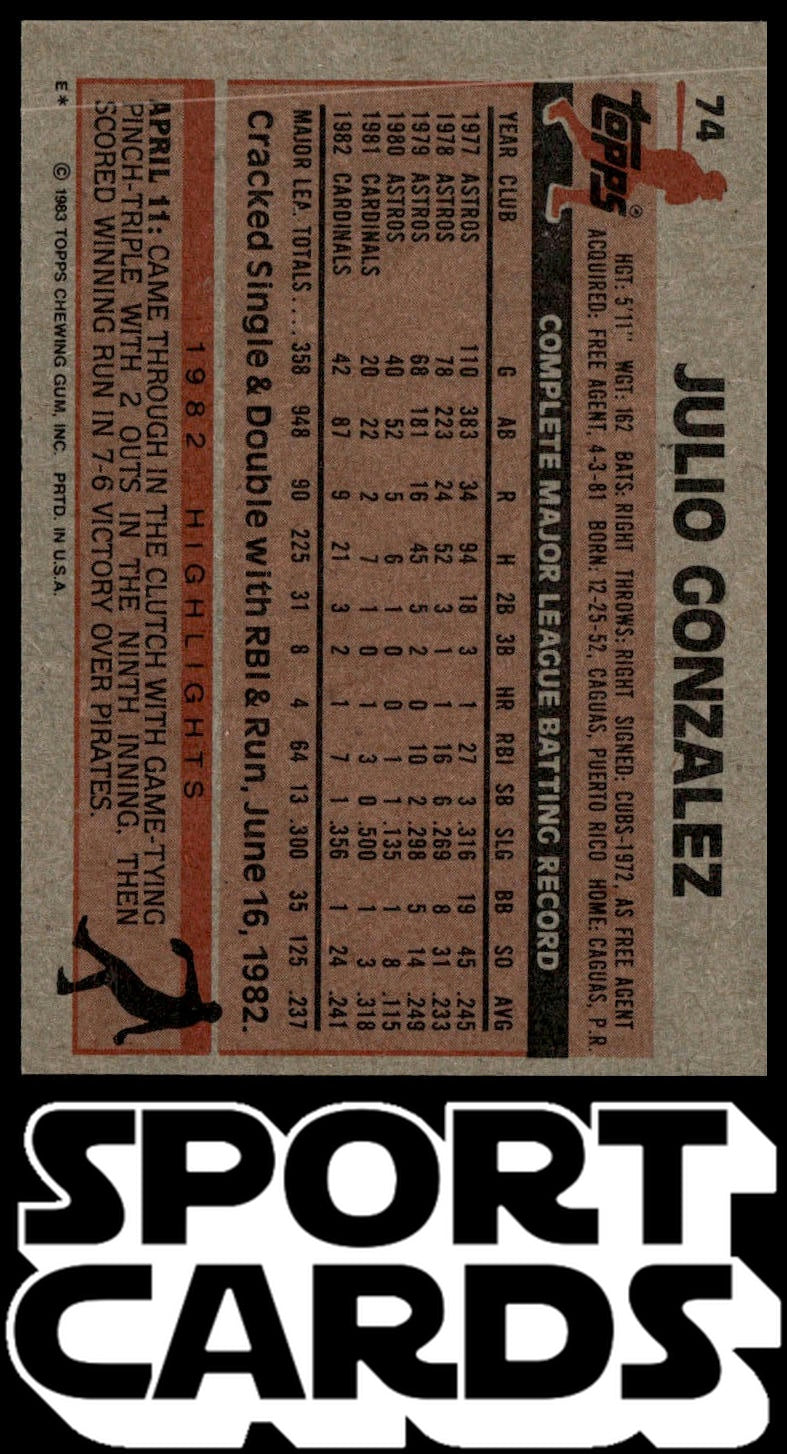 74
JULIO GONZALEZ
topps®
HGT: 5'11" WGT: 162 BATS: RIGHT THROWS: RIGHT SIGNED: CUBS-1972, AS FREE AGENT
ACQUIRED: FREE AGENT, 4-3-81 BORN: 12-25-52, CAGUAS, PUERTO RICO HOME: CAGUAS, P.R.
COMPLETE MAJOR LEAGUE BATTING RECORD
YEAR CLUB G AB R H 2B 3B HR RBI SB SLG BB SO AVG
1977 ASTROS 110 383 34 94 18 3 1 27 3 .316 19 45 .245
1978 ASTROS 78 223 24 52 3 1 1 16 6 .269 8 31 .233
1979 ASTROS 68 181 16 45 5 2 0 10 2 .298 5 14 .249
1980 ASTROS 40 52 5 6 1 0 0 1 1 .135 1 8 .115
1981 CARDINALS 20 22 2 7 1 0 1 3 0 .500 1 3 .318
1982 CARDINALS 42 87 9 21 3 2 1 7 1 .356 1 24 .241
MAJOR LEA. TOTALS .... 358 948 90 225 31 8 4 64 13 .300 35 125 .237
Cracked Single & Double with RBI & Run, June 16, 1982.
1982 HIGHLIGHTS
APRIL 11: CAME THROUGH IN THE CLUTCH WITH GAME-TYING
PINCH-TRIPLE WITH 2 OUTS IN THE NINTH INNING, THEN
SCORED WINNING RUN IN 7-6 VICTORY OVER PIRATES.
E* © 1983 TOPPS CHEWING GUM, INC. PRTD. IN U.S.A.
SPORT
CARDS